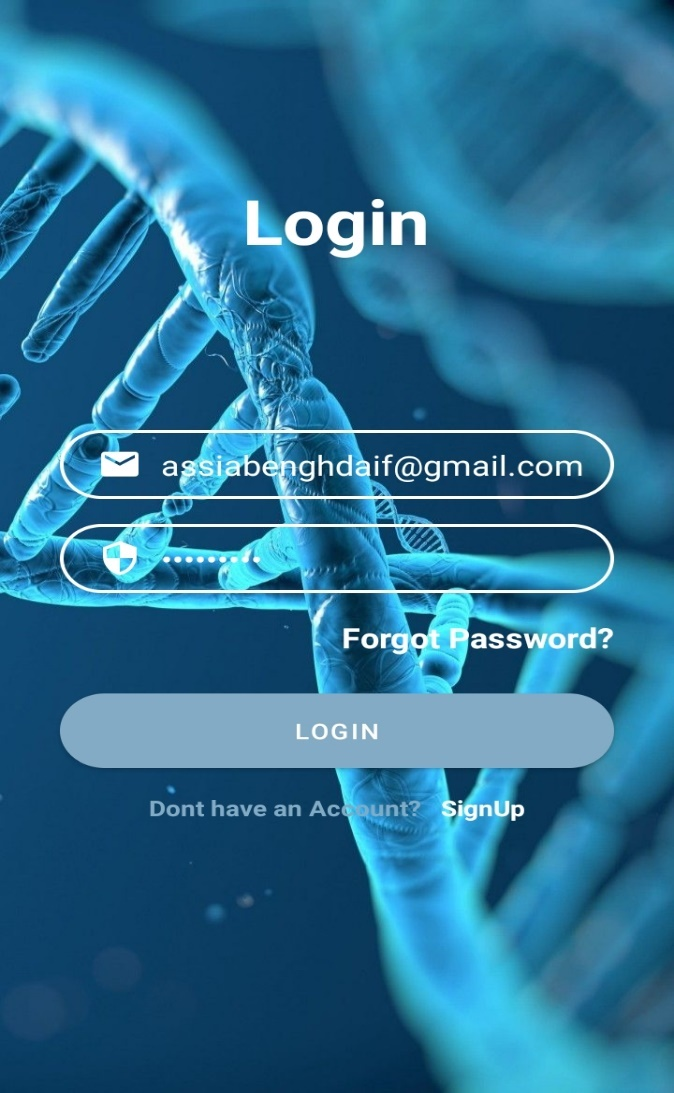 Login
assiabenghdaif@gmail.com
•••••••••
Forgot Password?
LOGIN
Dont have an Account? SignUp